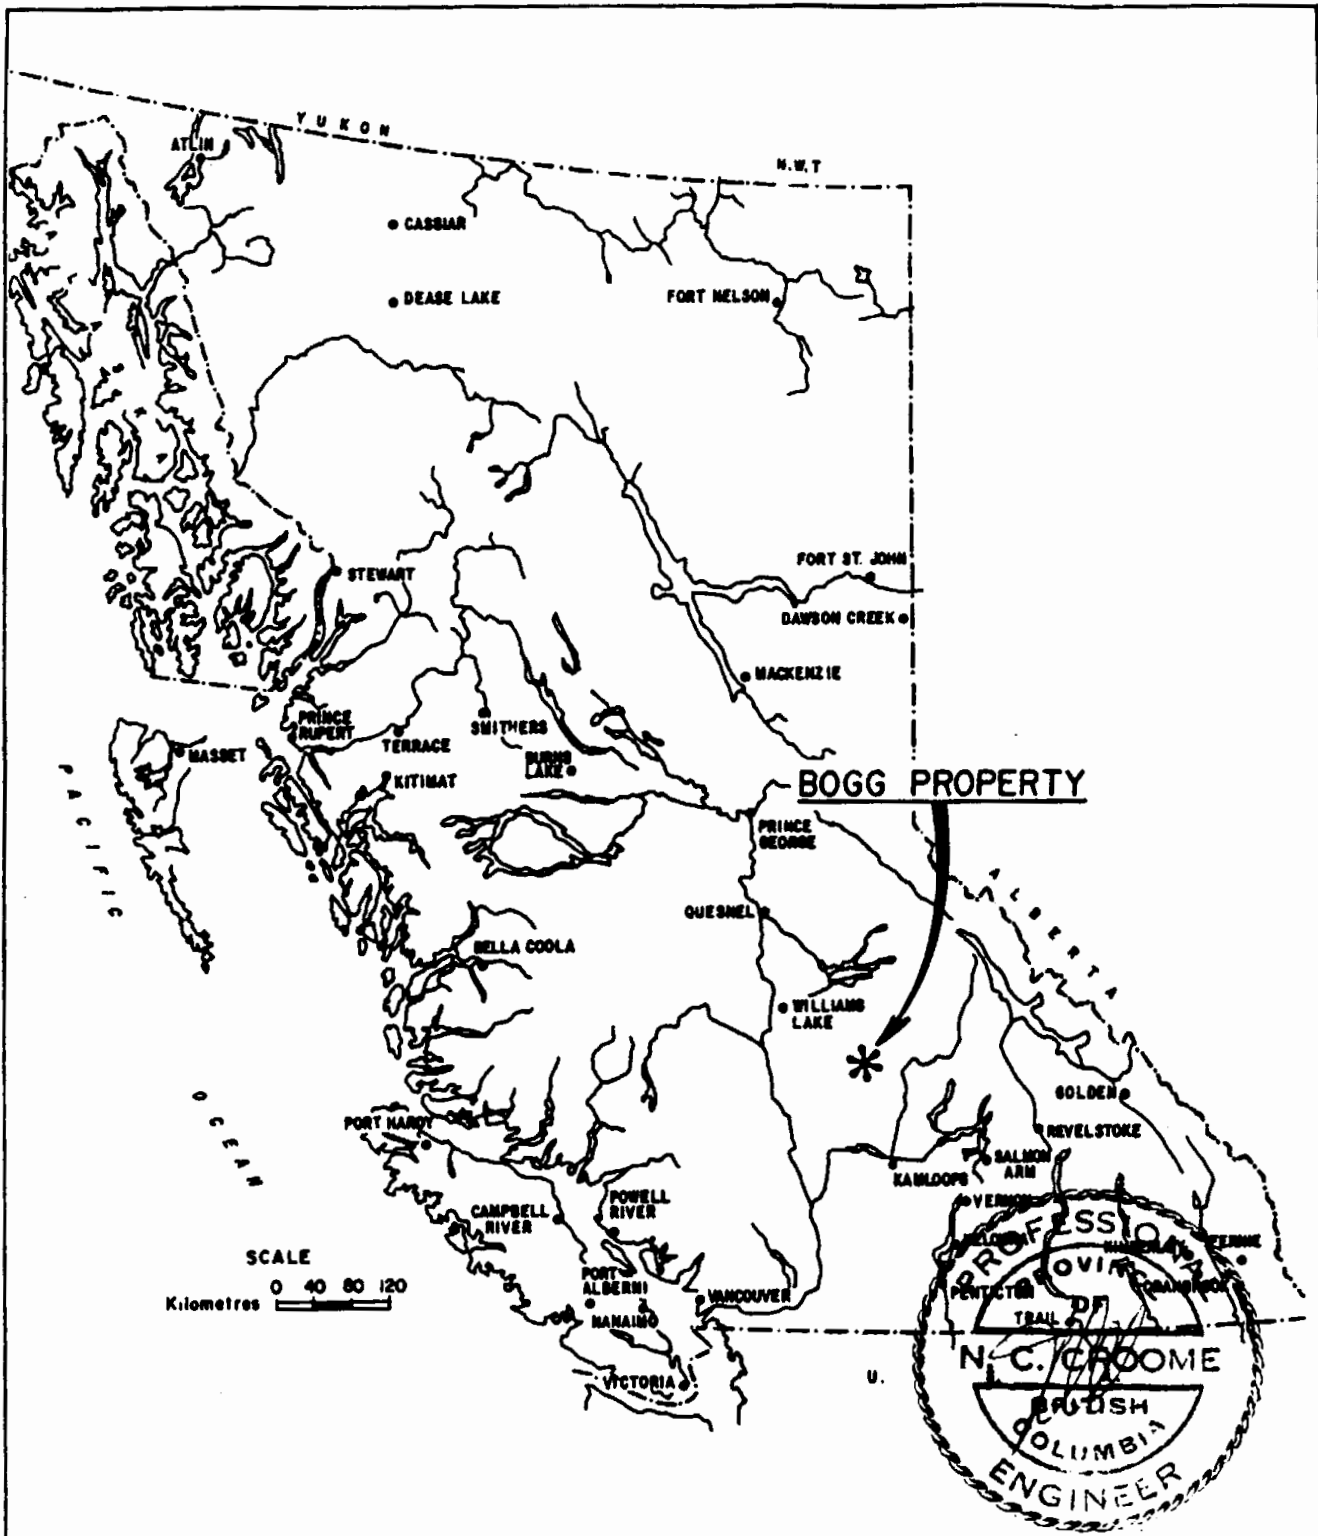 YUKON
ATLIN
N.W.T
CASSIAR
DEASE LAKE
FORT NELSON
STEWART
FORT ST. JOHN
DAWSON CREEK
MACKENZIE
PRINCE
RUPERT
TERRACE
SMITHERS
MASSET
KITIMAT
BURNS
LAKE
BOGG PROPERTY
PRINCE
GEORGE
PACIFIC
ALBERTA
QUESNEL
BELLA COOLA
WILLIAMS
LAKE
OCEAN
GOLDEN
PORT HARDY
REVELSTOKE
SALMON
ARM
KAMLOOPS
VERNON
CAMPBELL
RIVER
POWELL
RIVER
KELOWNA
KIMBERLEY
FERNIE
SCALE
0 40 80 120
Kilometres
PORT
ALBERNI
NANAIMO
VANCOUVER
PENTICTON
CRANBROOK
TRAIL
VICTORIA
U.
PROFESSIONAL
PROVINCE
OF
N. C. CROOME
BRITISH
COLUMBIA
ENGINEER